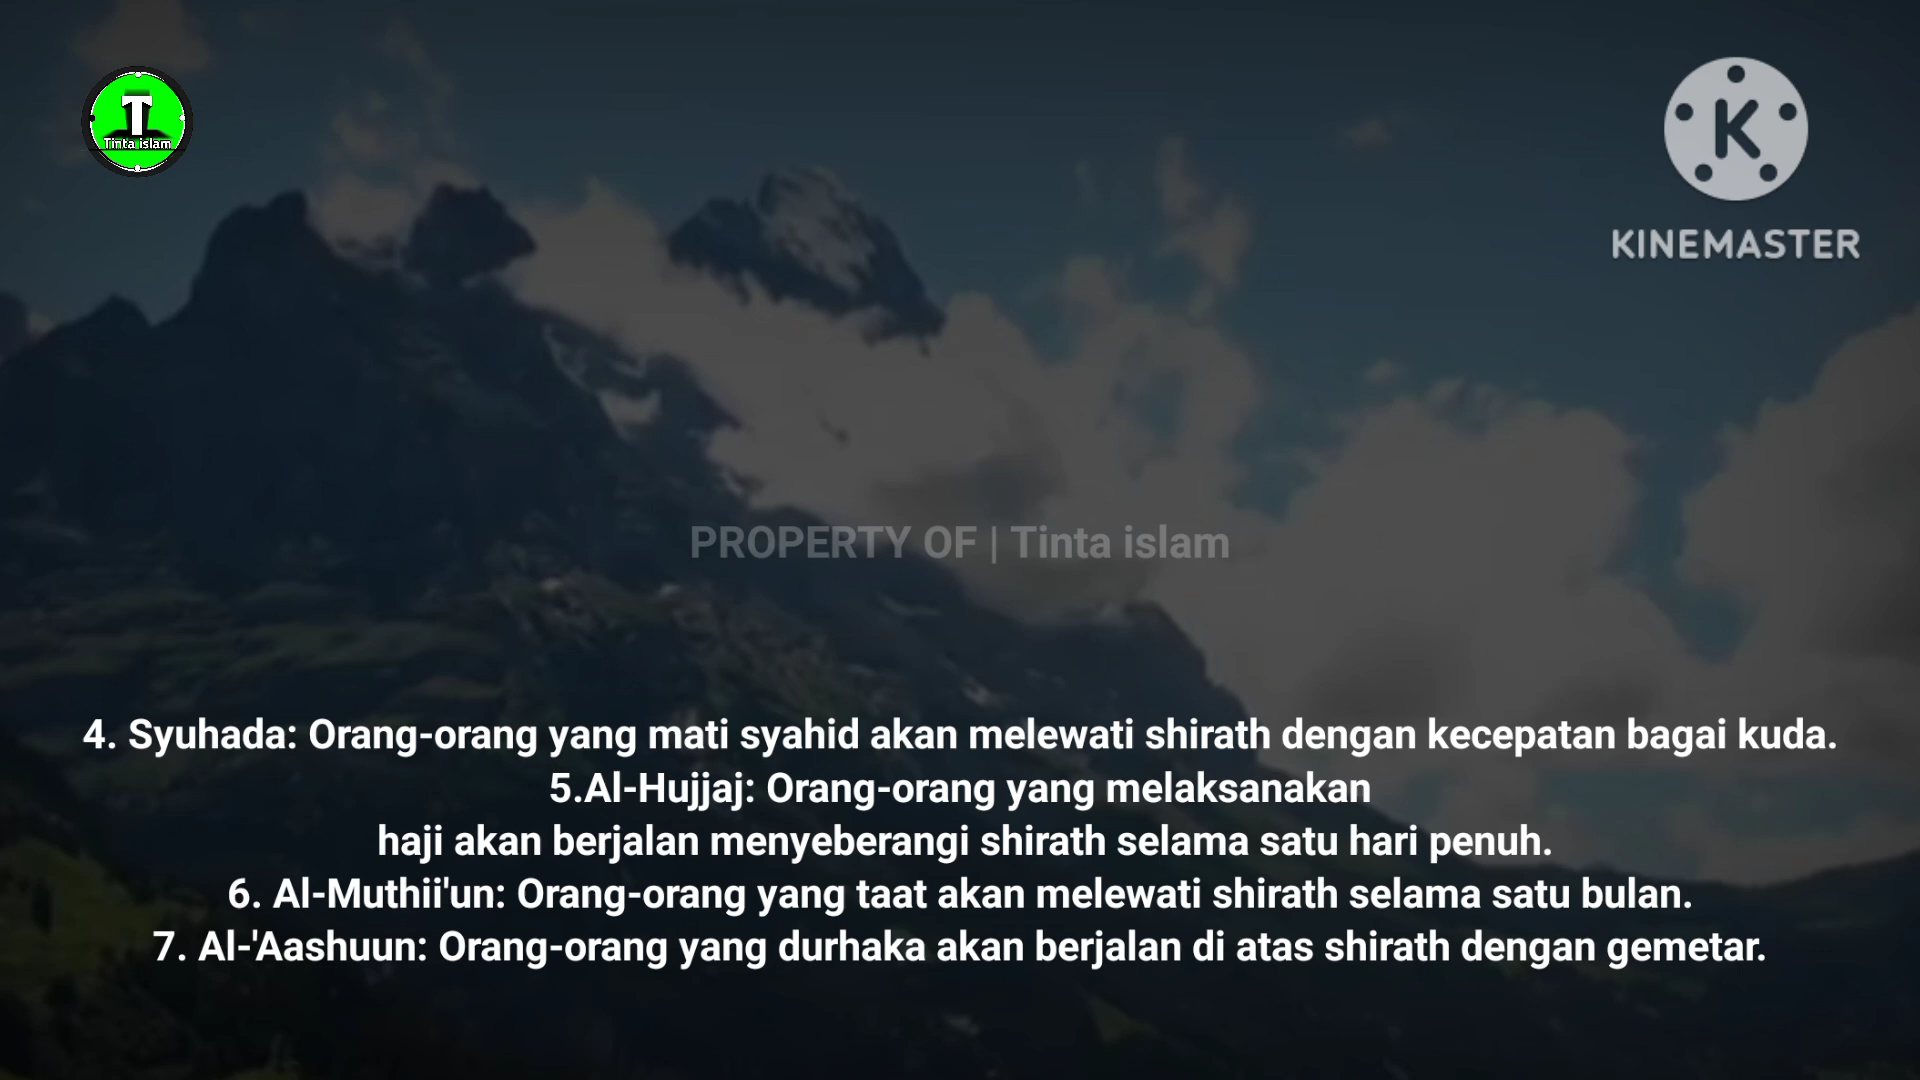 T
Tinta islam
K
KINEMASTER
PROPERTY OF | Tinta islam
4. Syuhada: Orang-orang yang mati syahid akan melewati shirath dengan kecepatan bagai kuda.
5.Al-Hujjaj: Orang-orang yang melaksanakan
haji akan berjalan menyeberangi shirath selama satu hari penuh.
6. Al-Muthii'un: Orang-orang yang taat akan melewati shirath selama satu bulan.
7. Al-'Aashuun: Orang-orang yang durhaka akan berjalan di atas shirath dengan gemetar.